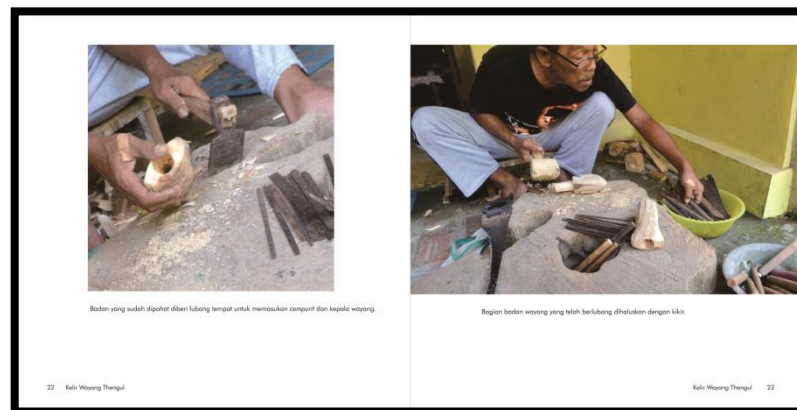 Badan yang sudah dipahat diberi lubang tempat untuk memasukan cempurit dan kepala wayang.
22 Kelir Wayang Thengul
Bagian badan wayang yang telah berlubang dihaluskan dengan kikir.
Kelir Wayang Thengul 23